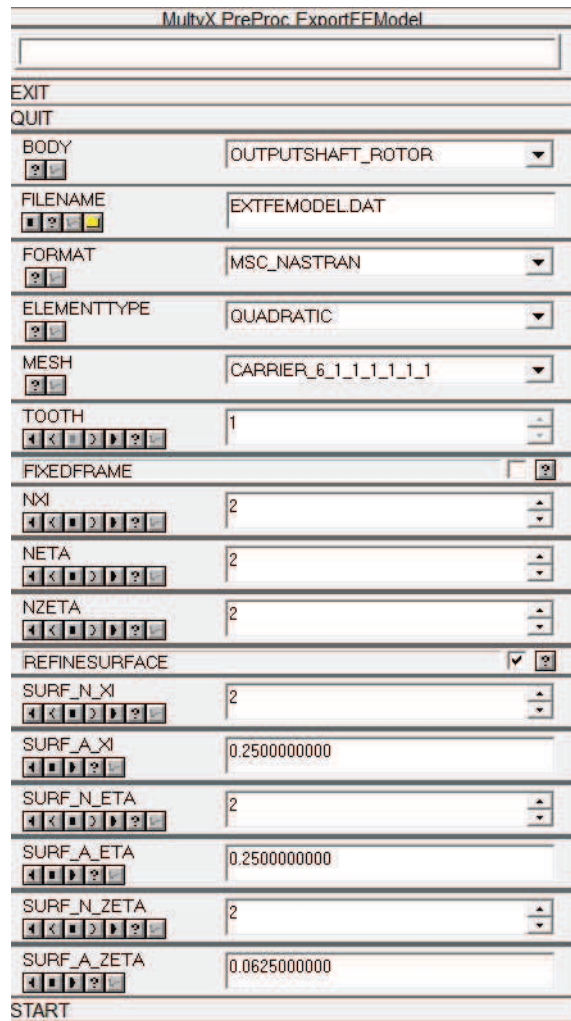 MultyX.PreProc.ExportFEModel
EXIT
QUIT
BODY
OUTPUTSHAFT_ROTOR
FILENAME
EXTFEMODEL.DAT
FORMAT
MSC_NASTRAN
ELEMENTTYPE
QUADRATIC
MESH
CARRIER_6_1_1_1_1_1_1
TOOTH
1
FIXEDFRAME
NXI
2
NETA
2
NZETA
2
REFINESURFACE
SURF_N_XI
2
SURF_A_XI
0.2500000000
SURF_N_ETA
2
SURF_A_ETA
0.2500000000
SURF_N_ZETA
2
SURF_A_ZETA
0.0625000000
START